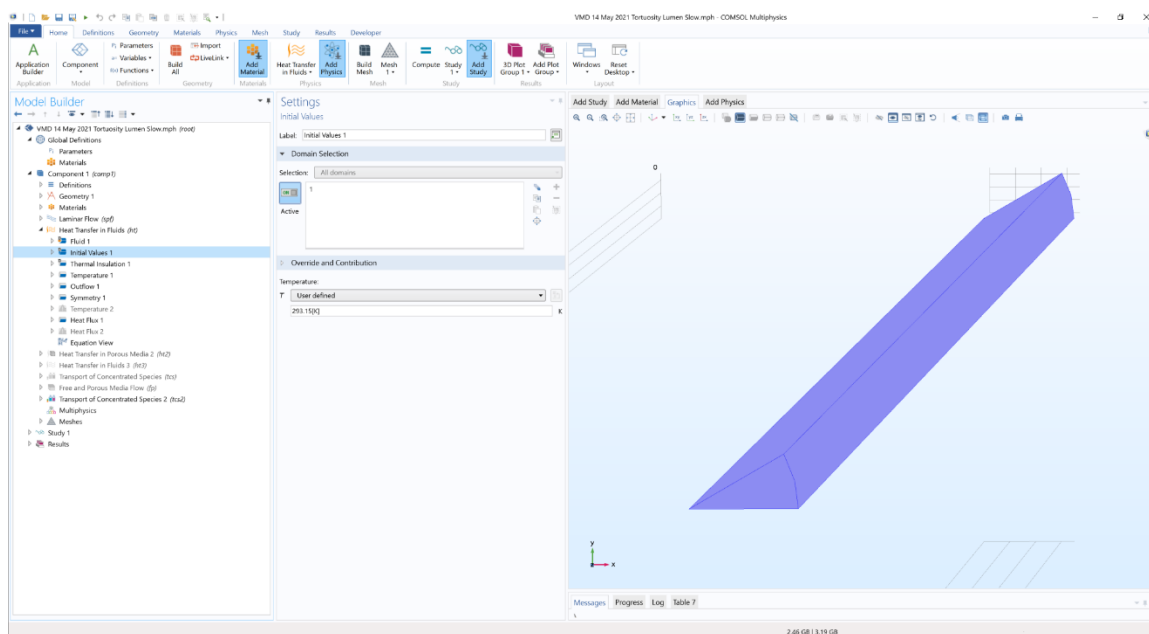 VMD 14 May 2021 Tortuosity Lumen Slow.mph - COMSOL Multiphysics
File Home Definitions Geometry Materials Physics Mesh Study Results Developer
Application Builder
Component
Pi Parameters
a= Variables
f(x) Functions
Build All
Import
LiveLink
Add Material
Heat Transfer in Fluids
Add Physics
Build Mesh
Mesh 1
Compute
Study 1
Add Study
3D Plot Group 1
Add Plot Group
Windows
Reset Desktop
Application Model Definitions Geometry Materials Physics Mesh Study Results Layout
Model Builder
VMD 14 May 2021 Tortuosity Lumen Slow.mph (root)
Global Definitions
Pi Parameters
Materials
Component 1 (comp1)
Definitions
Geometry 1
Materials
Laminar Flow (spf)
Heat Transfer in Fluids (ht)
Fluid 1
Initial Values 1
Thermal Insulation 1
Temperature 1
Outflow 1
Symmetry 1
Temperature 2
Heat Flux 1
Heat Flux 2
Equation View
Heat Transfer in Porous Media 2 (ht2)
Heat Transfer in Fluids 3 (ht3)
Transport of Concentrated Species (tcs)
Free and Porous Media Flow (fp)
Transport of Concentrated Species 2 (tcs2)
Multiphysics
Meshes
Study 1
Results
Settings
Initial Values
Label: Initial Values 1
Domain Selection
Selection: All domains
1
Active
Override and Contribution
Temperature:
T User defined
293.15[K] K
Add Study Add Material Graphics Add Physics
0
y
x
Messages Progress Log Table 7
2.46 GB | 3.19 GB